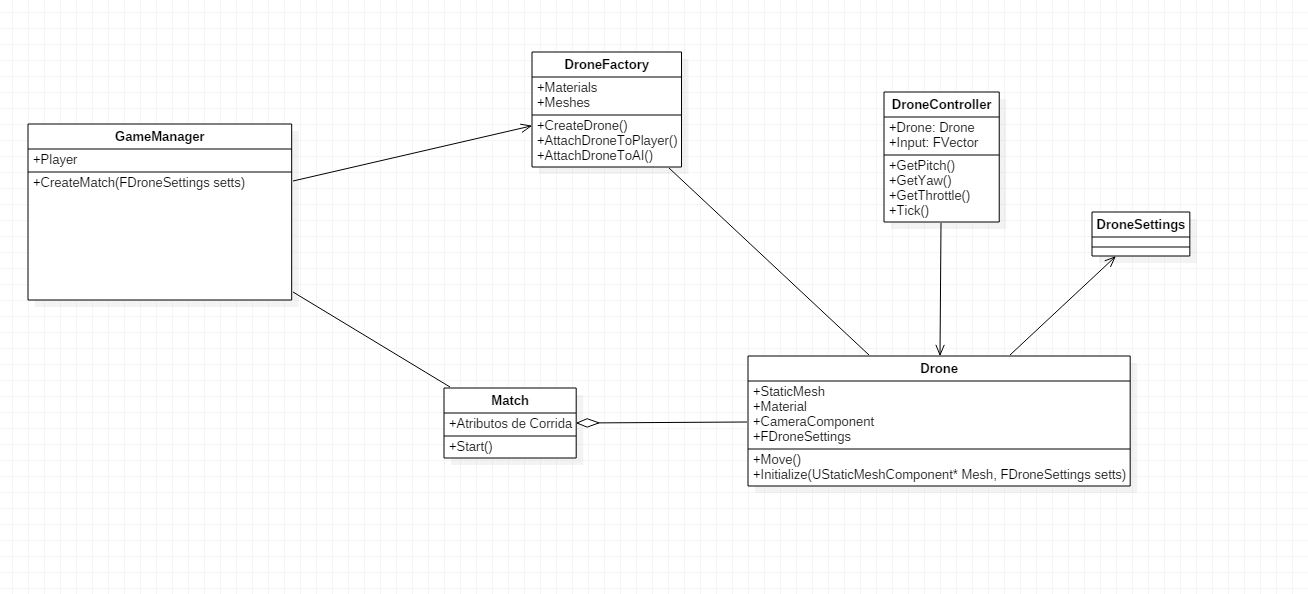 GameManager
+Player
+CreateMatch(FDroneSettings setts)
DroneFactory
+Materials
+Meshes
+CreateDrone()
+AttachDroneToPlayer()
+AttachDroneToAI()
DroneController
+Drone: Drone
+Input: FVector
+GetPitch()
+GetYaw()
+GetThrottle()
+Tick()
DroneSettings
Match
+Atributos de Corrida
+Start()
Drone
+StaticMesh
+Material
+CameraComponent
+FDroneSettings
+Move()
+Initialize(UStaticMeshComponent* Mesh, FDroneSettings setts)